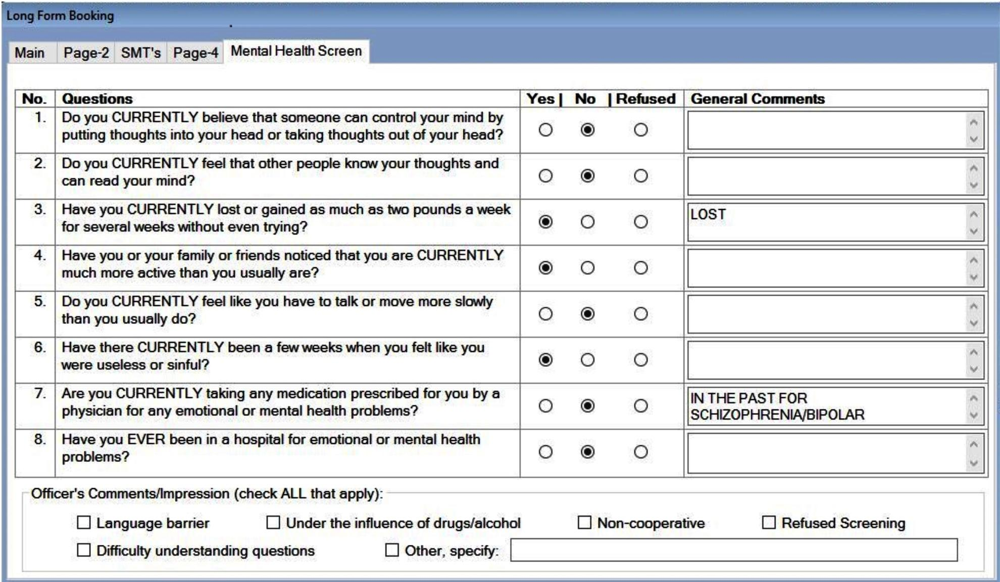 Long Form Booking
Main Page-2 SMT's Page-4 Mental Health Screen
No. Questions Yes | No | Refused General Comments
1. Do you CURRENTLY believe that someone can control your mind by
putting thoughts into your head or taking thoughts out of your head?
2. Do you CURRENTLY feel that other people know your thoughts and
can read your mind?
3. Have you CURRENTLY lost or gained as much as two pounds a week
for several weeks without even trying?
LOST
4. Have you or your family or friends noticed that you are CURRENTLY
much more active than you usually are?
5. Do you CURRENTLY feel like you have to talk or move more slowly
than you usually do?
6. Have there CURRENTLY been a few weeks when you felt like you
were useless or sinful?
7. Are you CURRENTLY taking any medication prescribed for you by a
physician for any emotional or mental health problems?
IN THE PAST FOR
SCHIZOPHRENIA/BIPOLAR
8. Have you EVER been in a hospital for emotional or mental health
problems?
Officer's Comments/Impression (check ALL that apply):
Language barrier Under the influence of drugs/alcohol Non-cooperative Refused Screening
Difficulty understanding questions Other, specify: